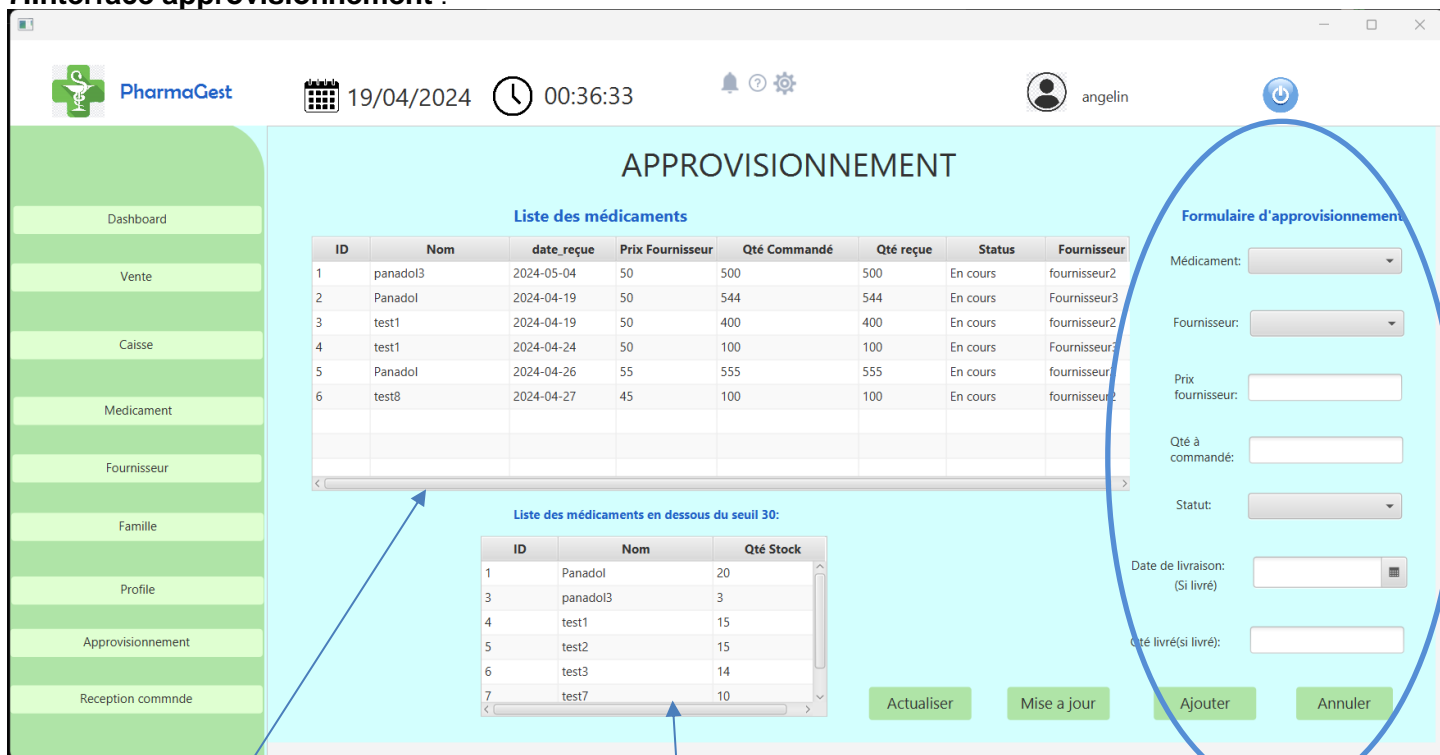 7.Interface approvisionnement :
PharmaGest
19/04/2024
00:36:33
angelin
APPROVISIONNEMENT
Dashboard
Vente
Caisse
Medicament
Fournisseur
Famille
Profile
Approvisionnement
Reception commnde
Liste des médicaments
ID Nom date_reçue Prix Fournisseur Qté Commandé Qté reçue Status Fournisseur
1 panadol3 2024-05-04 50 500 500 En cours fournisseur2
2 Panadol 2024-04-19 50 544 544 En cours Fournisseur3
3 test1 2024-04-19 50 400 400 En cours fournisseur2
4 test1 2024-04-24 50 100 100 En cours Fournisseur3
5 Panadol 2024-04-26 55 555 555 En cours
6 test8 2024-04-27 45 100 100 En cours fournisseur2
Liste des médicaments en dessous du seuil 30:
ID Nom Qté Stock
1 Panadol 20
3 panadol3 3
4 test1 15
5 test2 15
6 test3 14
7 test7 10
Formulaire d'approvisionnement
Médicament:
Fournisseur:
Prix
fournisseur:
Qté à
commandé:
Statut:
Date de livraison:
(Si livré)
Qté livré(si livré):
Actualiser
Mise a jour
Ajouter
Annuler